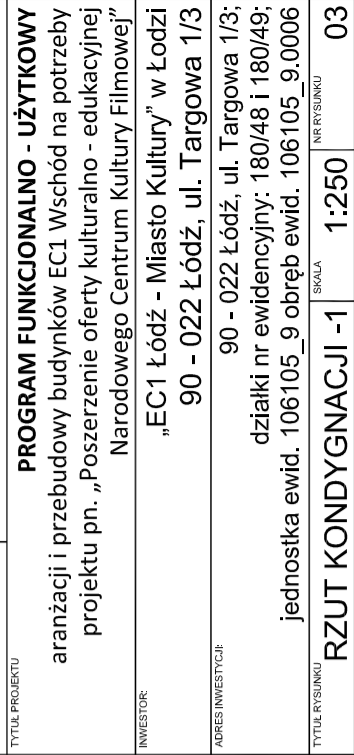 TYTUŁ PROJEKTU
PROGRAM FUNKCJONALNO - UŻYTKOWY
aranżacji i przebudowy budynków EC1 Wschód na potrzeby
projektu pn. „Poszerzenie oferty kulturalno - edukacyjnej
Narodowego Centrum Kultury Filmowej”
INWESTOR:
„EC1 Łódź - Miasto Kultury” w Łodzi
90 - 022 Łódź, ul. Targowa 1/3
ADRES INWESTYCJI:
90 - 022 Łódź, ul. Targowa 1/3;
działki nr ewidencyjny: 180/48 i 180/49;
jednostka ewid. 106105_9 obręb ewid. 106105_9.0006
TYTUŁ RYSUNKU
RZUT KONDYGNACJI -1
SKALA
1:250
NR RYSUNKU
03